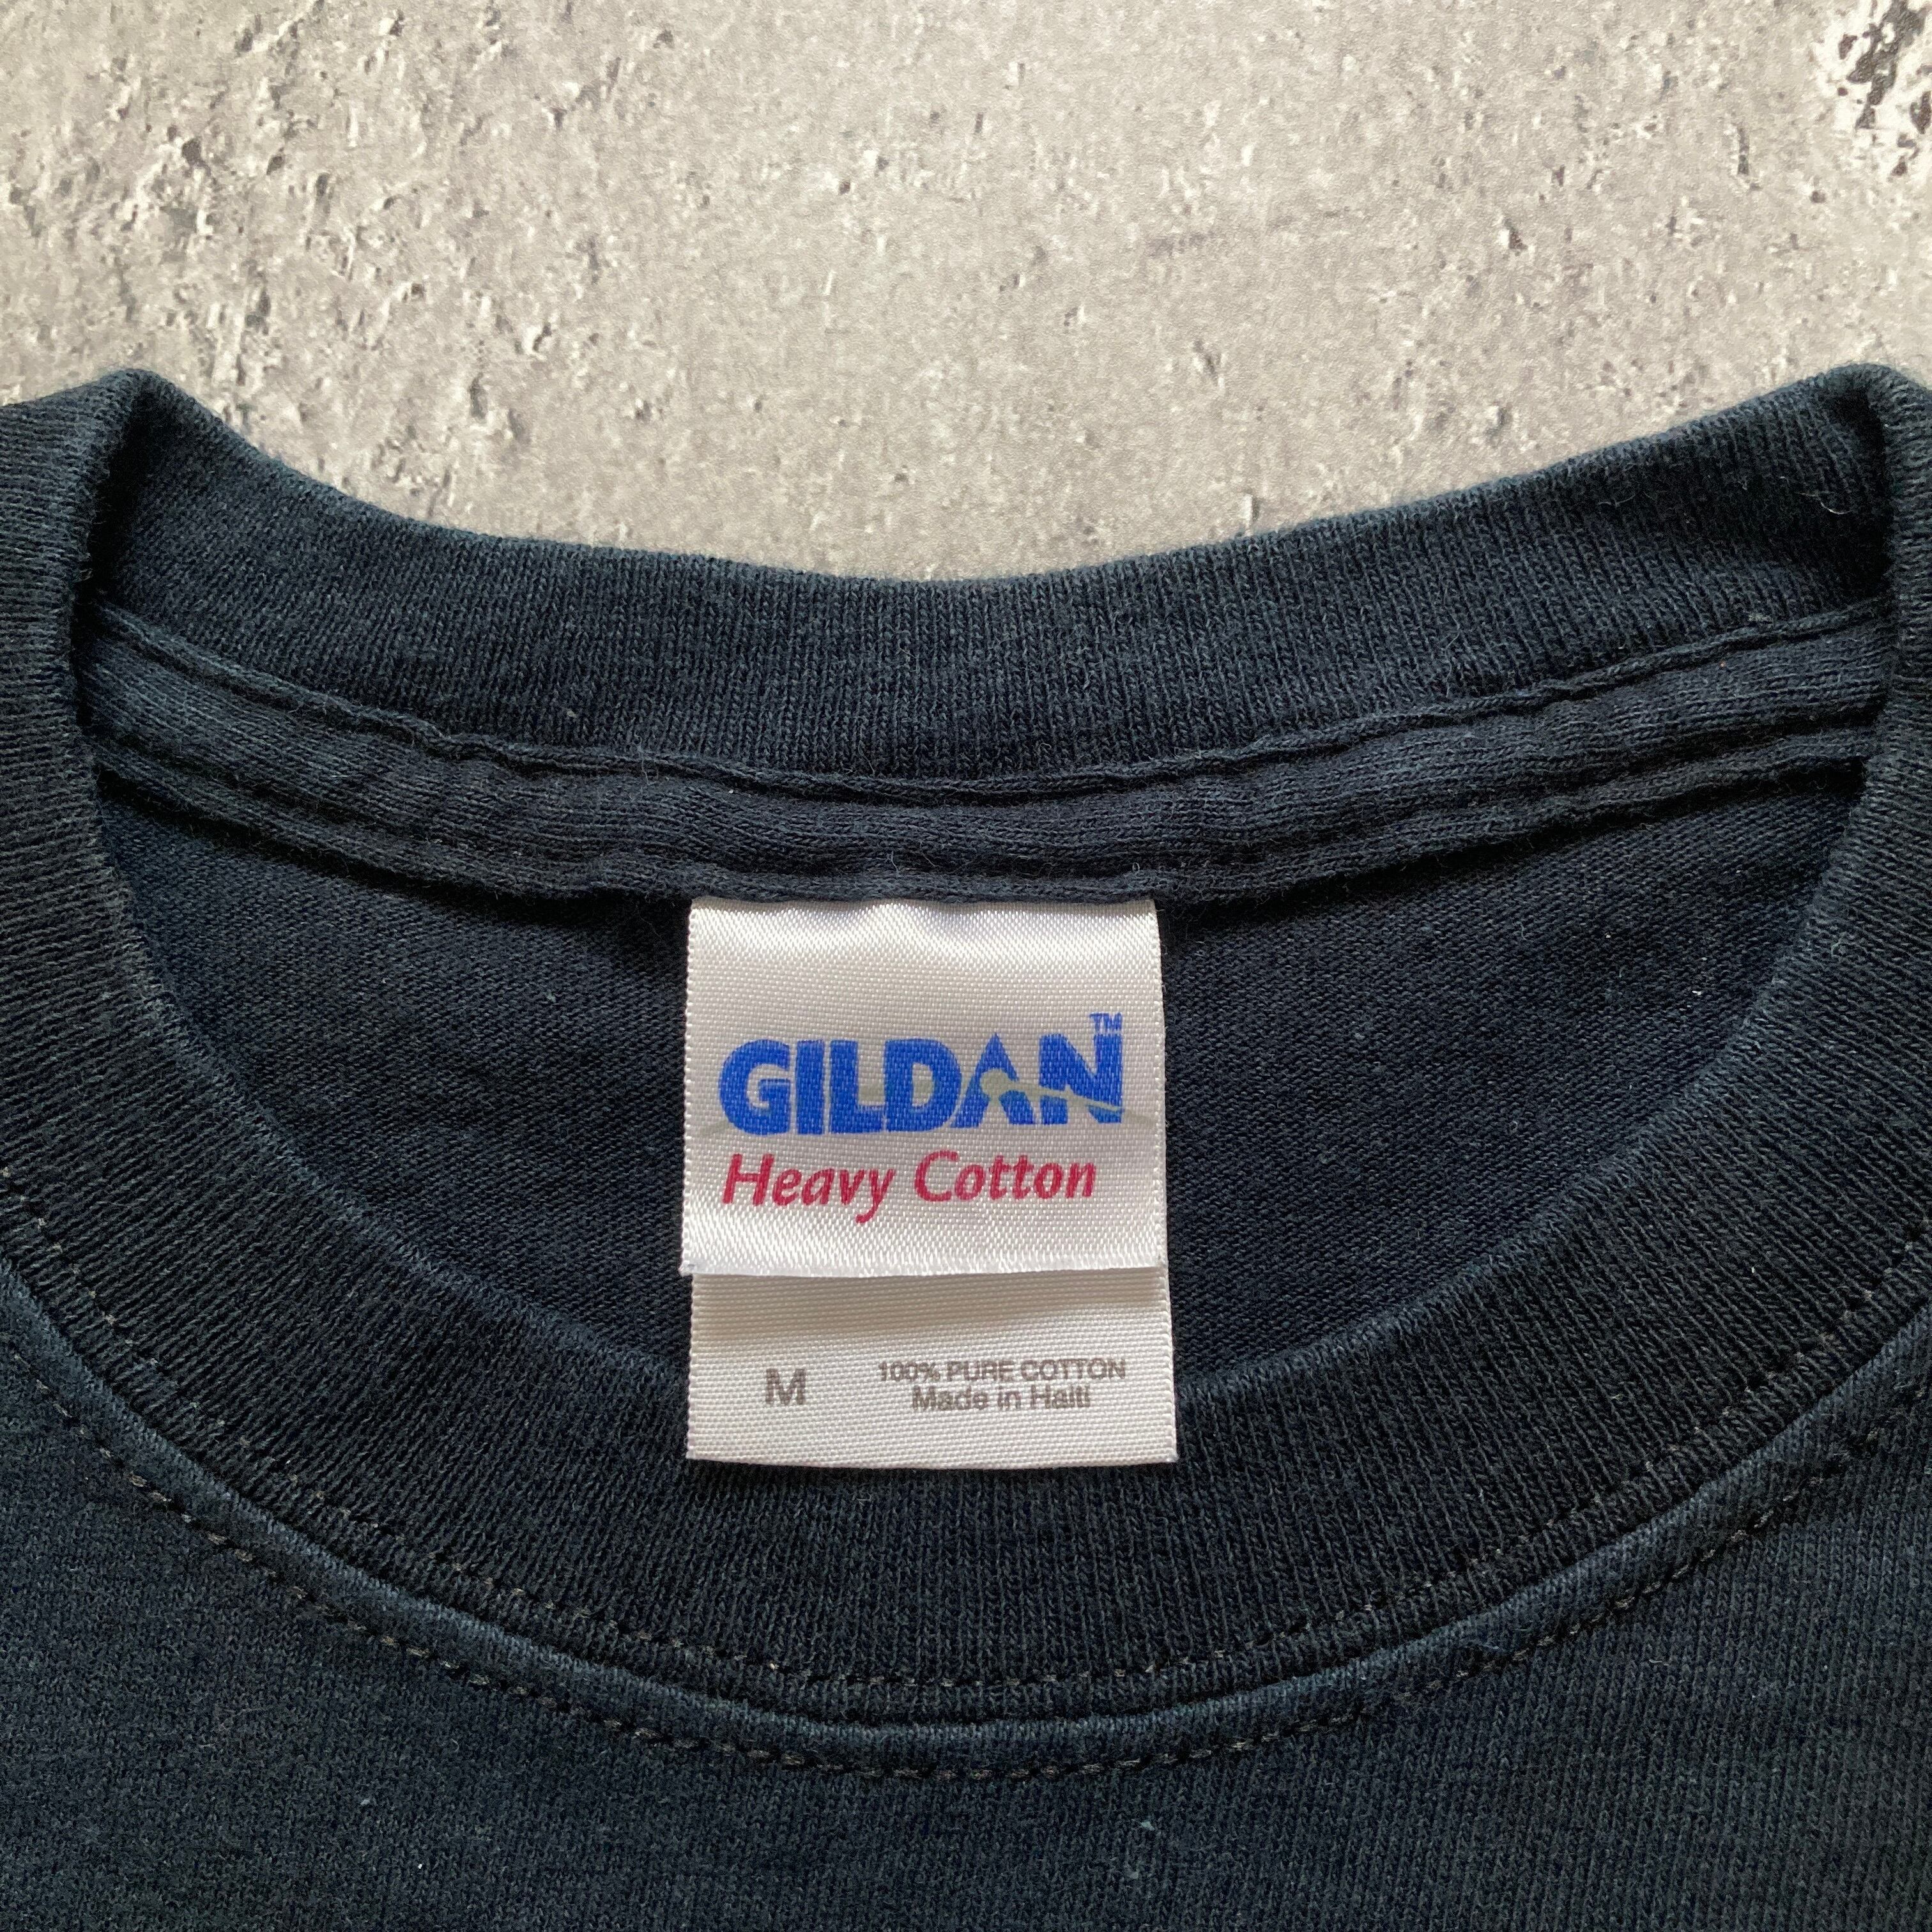 GILDAN™
Heavy Cotton
M
100% PURE COTTON
Made in Haiti